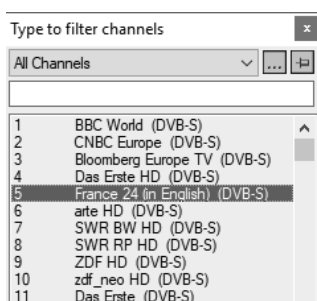 Type to filter channels x
All Channels ...
1 BBC World (DVB-S)
2 CNBC Europe (DVB-S)
3 Bloomberg Europe TV (DVB-S)
4 Das Erste HD (DVB-S)
5 France 24 (in English) (DVB-S)
6 arte HD (DVB-S)
7 SWR BW HD (DVB-S)
8 SWR RP HD (DVB-S)
9 ZDF HD (DVB-S)
10 zdf_neo HD (DVB-S)
11 Das Erste (DVB-S)